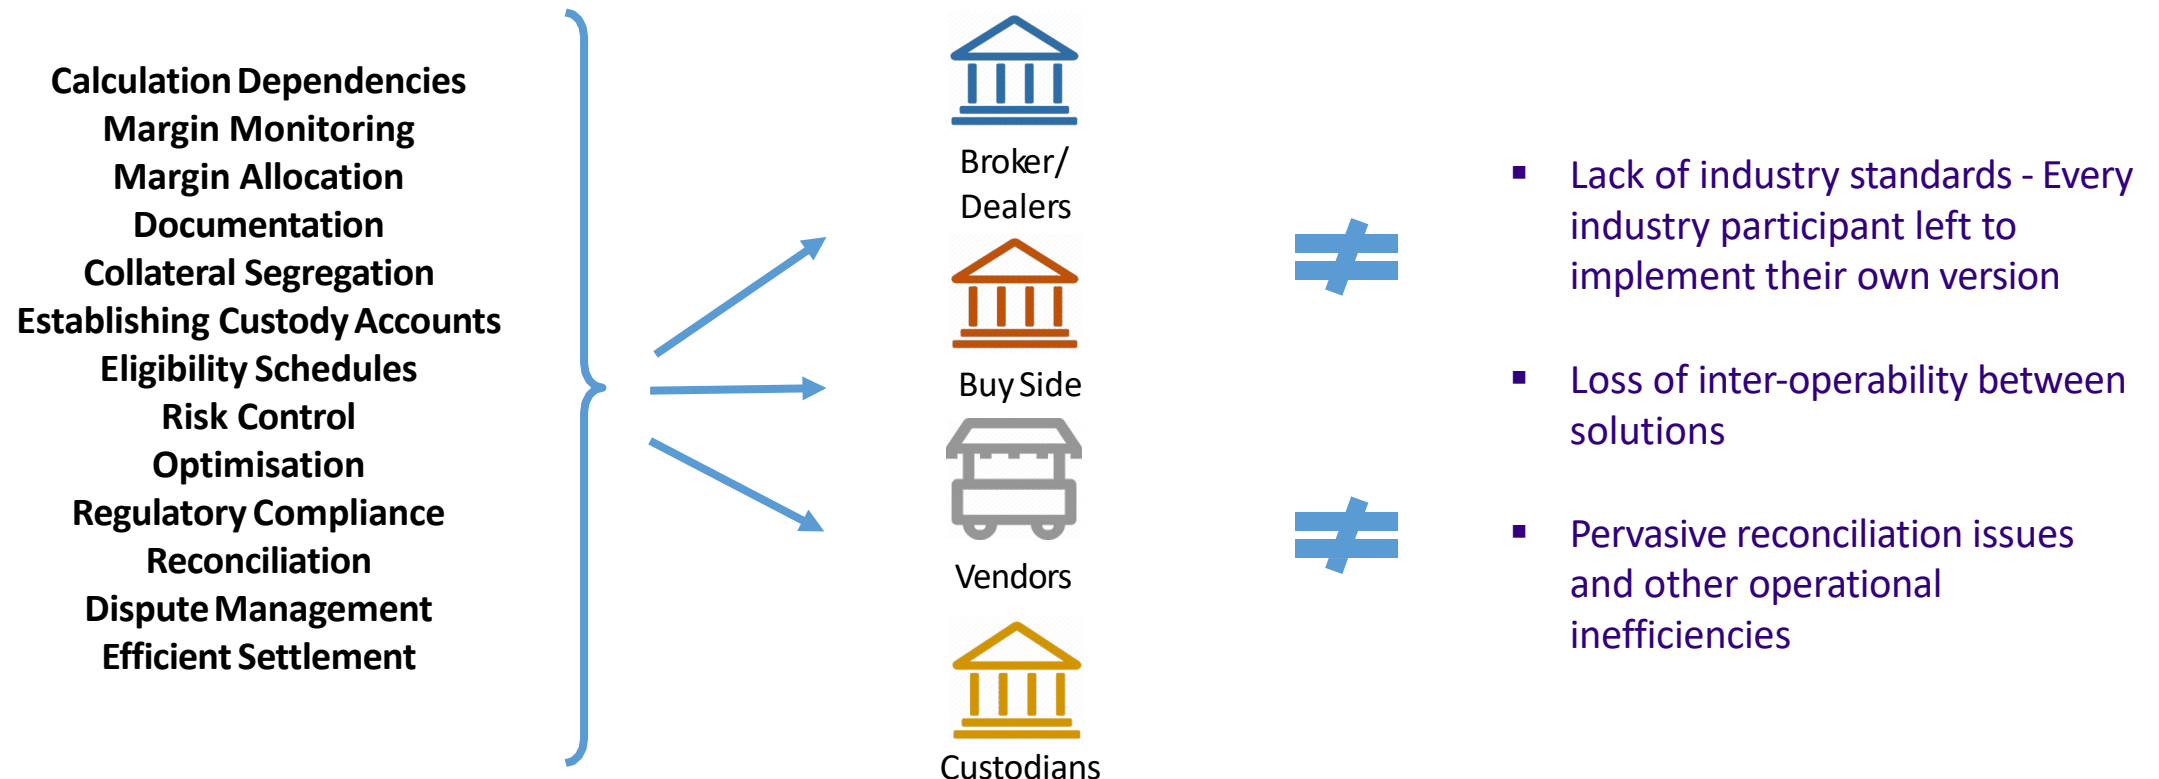 Calculation Dependencies
Margin Monitoring
Margin Allocation
Documentation
Collateral Segregation
Establishing Custody Accounts
Eligibility Schedules
Risk Control
Optimisation
Regulatory Compliance
Reconciliation
Dispute Management
Efficient Settlement
Broker/
Dealers
Buy Side
Vendors
Custodians
▪ Lack of industry standards - Every
industry participant left to
implement their own version
▪ Loss of inter-operability between
solutions
▪ Pervasive reconciliation issues
and other operational
inefficiencies